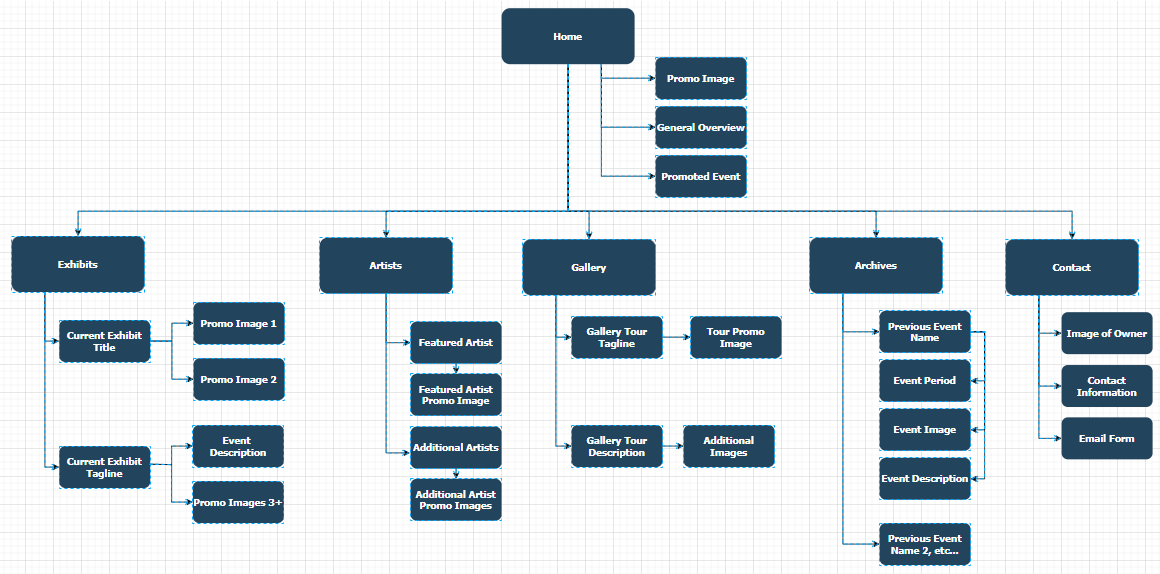 Home
Promo Image
General Overview
Promoted Event
Exhibits
Artists
Gallery
Archives
Contact
Current Exhibit
Title
Promo Image 1
Promo Image 2
Current Exhibit
Tagline
Event
Description
Promo Images 3+
Featured Artist
Featured Artist
Promo Image
Additional Artists
Additional Artist
Promo Images
Gallery Tour
Tagline
Tour Promo
Image
Gallery Tour
Description
Additional
Images
Previous Event
Name
Event Period
Event Image
Event Description
Previous Event
Name 2, etc...
Image of Owner
Contact
Information
Email Form